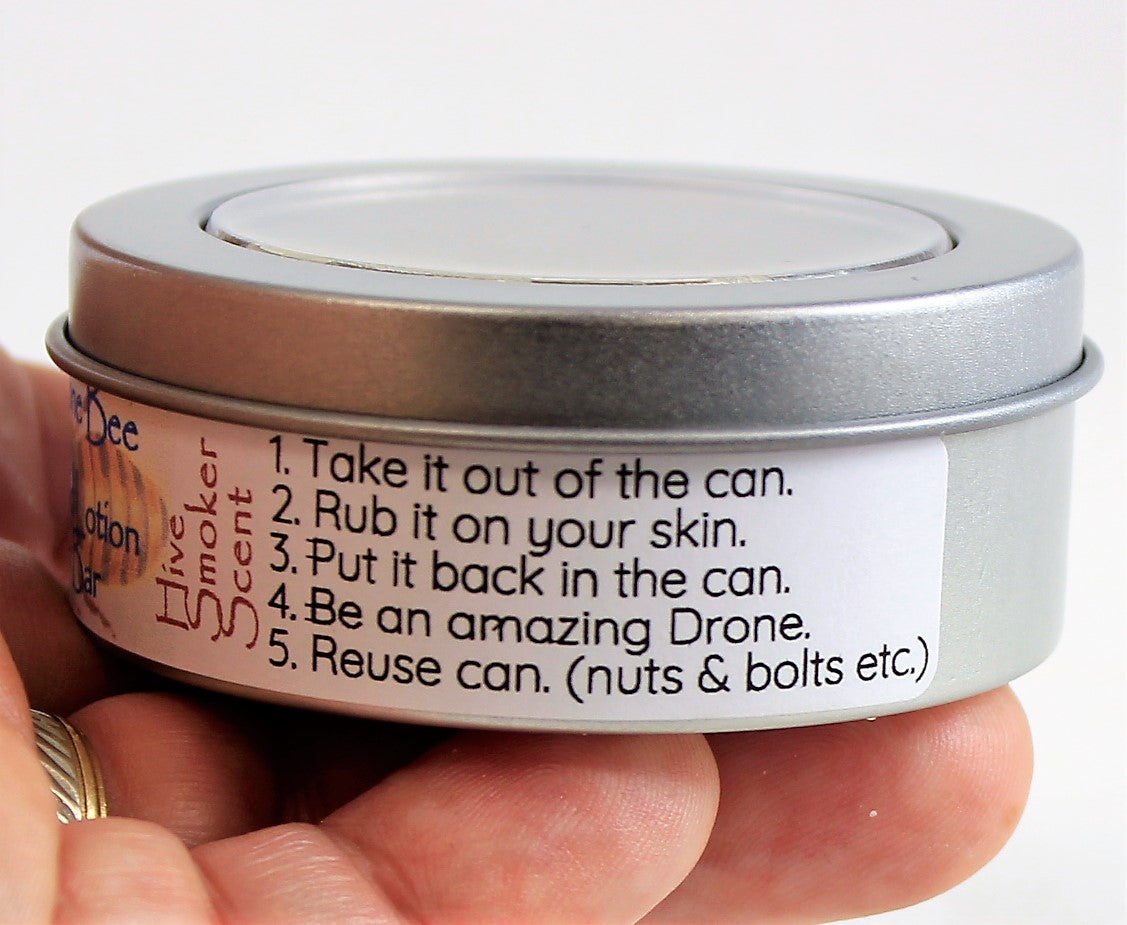 Bee
Lotion
Bar
Hive
Smoker
Scent
1. Take it out of the can.
2. Rub it on your skin.
3. Put it back in the can.
4. Be an amazing Drone.
5. Reuse can. (nuts & bolts etc.)